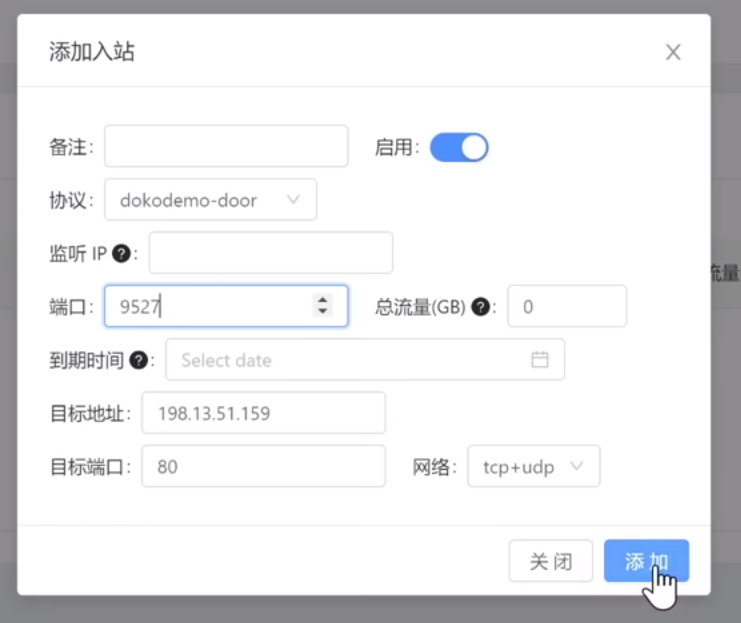 添加入站
备注: 启用:
协议: dokodemo-door
监听 IP ? :
端口: 9527 总流量(GB) ? : 0
流量
到期时间 ? : Select date
目标地址: 198.13.51.159
目标端口: 80 网络: tcp+udp
关 闭 添 加